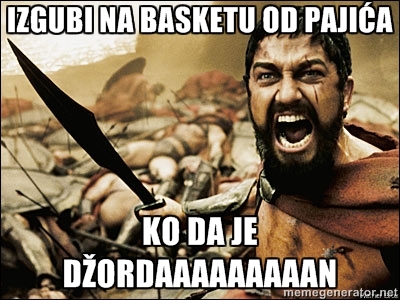 IZGUBI NA BASKETU OD PAJIĆA
KO DA JE
DŽORDAAAAAAAAAN
memegenerator.net